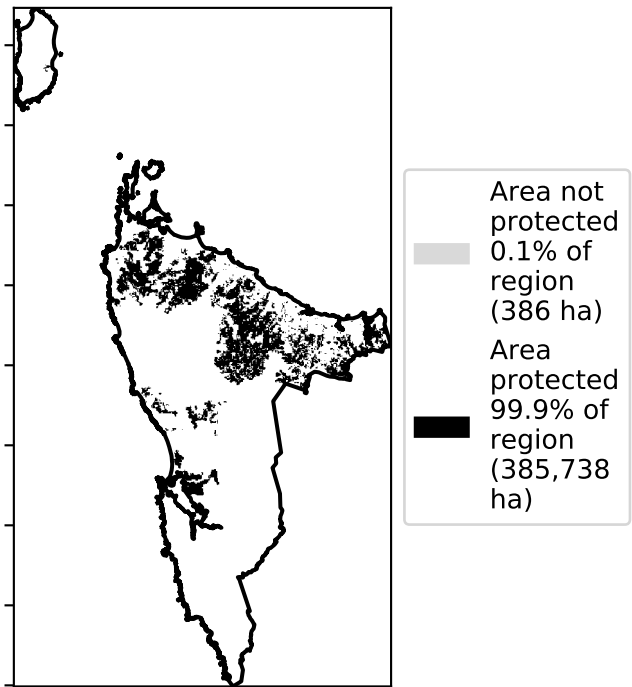 Area not
protected
0.1% of
region
(386 ha)
Area
protected
99.9% of
region
(385,738
ha)